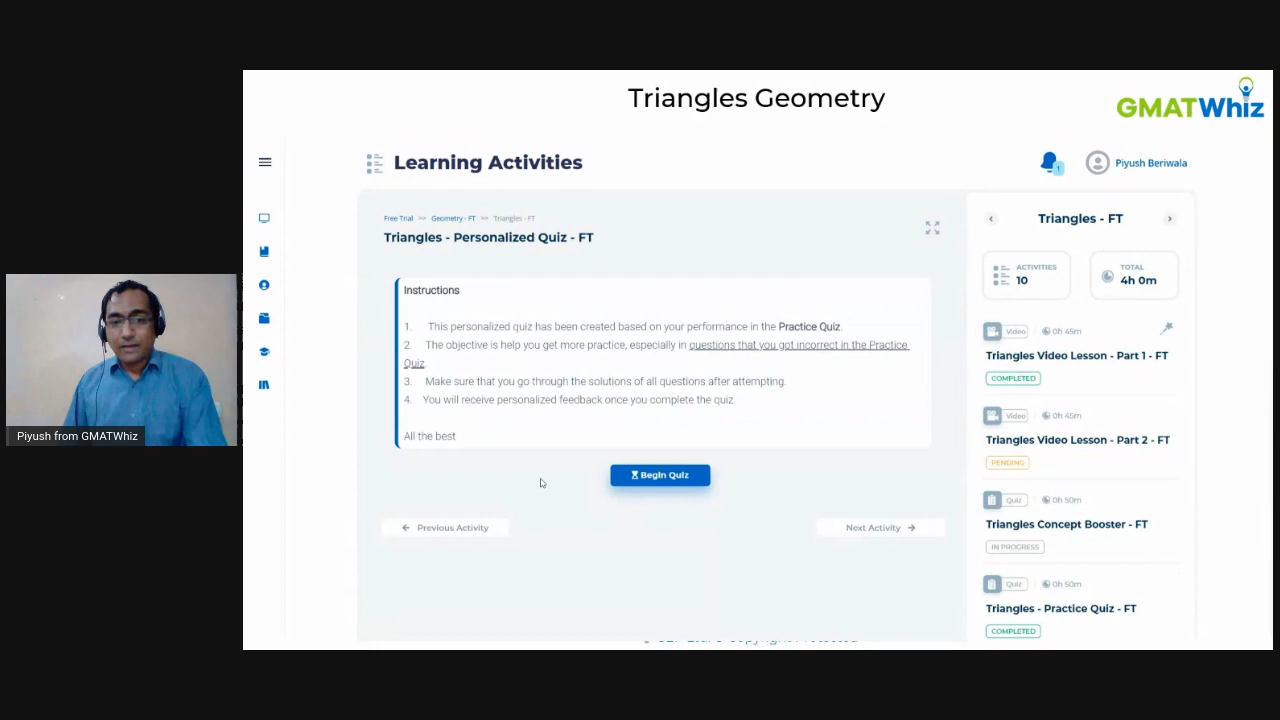 Triangles Geometry
GMATWhiz
Learning Activities
1
Piyush Beriwala
Free Trial >> Geometry - FT >> Triangles - FT
Triangles - Personalized Quiz - FT
Instructions
1. This personalized quiz has been created based on your performance in the Practice Quiz.
2. The objective is help you get more practice, especially in questions that you got incorrect in the Practice
Quiz.
3. Make sure that you go through the solutions of all questions after attempting.
4. You will receive personalized feedback once you complete the quiz.
All the best
Begin Quiz
Previous Activity
Next Activity
Triangles - FT
ACTIVITIES
10
TOTAL
4h 0m
Video 0h 45m
Triangles Video Lesson - Part 1 - FT
COMPLETED
Video 0h 45m
Triangles Video Lesson - Part 2 - FT
PENDING
Quiz 0h 50m
Triangles Concept Booster - FT
IN PROGRESS
Quiz 0h 50m
Triangles - Practice Quiz - FT
COMPLETED
Piyush from GMATWhiz